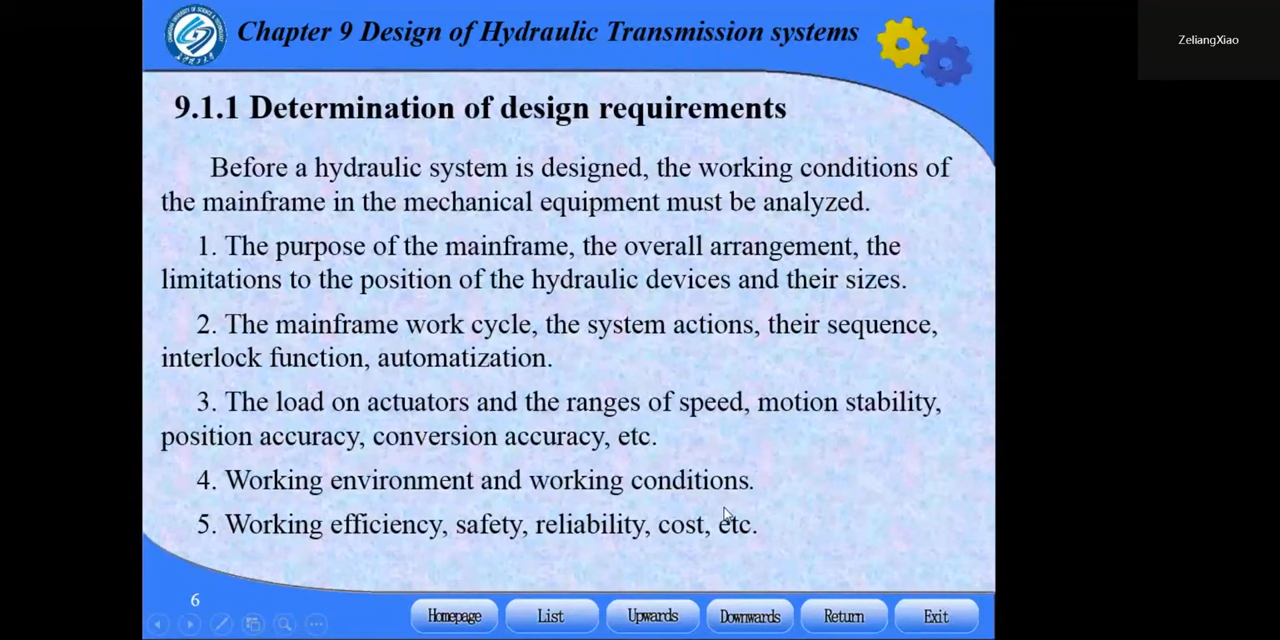 Chapter 9 Design of Hydraulic Transmission systems
ZeliangXiao
9.1.1 Determination of design requirements
Before a hydraulic system is designed, the working conditions of
the mainframe in the mechanical equipment must be analyzed.
1. The purpose of the mainframe, the overall arrangement, the
limitations to the position of the hydraulic devices and their sizes.
2. The mainframe work cycle, the system actions, their sequence,
interlock function, automatization.
3. The load on actuators and the ranges of speed, motion stability,
position accuracy, conversion accuracy, etc.
4. Working environment and working conditions.
5. Working efficiency, safety, reliability, cost, etc.
6
Homepage List Upwards Downwards Return Exit